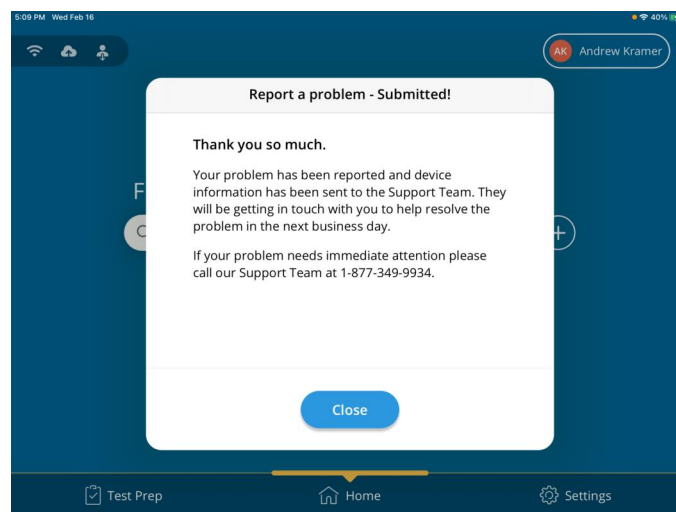 5:09 PM Wed Feb 16
40%
AK Andrew Kramer
Report a problem - Submitted!
Thank you so much.
Your problem has been reported and device
information has been sent to the Support Team. They
will be getting in touch with you to help resolve the
problem in the next business day.
If your problem needs immediate attention please
call our Support Team at 1-877-349-9934.
Close
Test Prep
Home
Settings